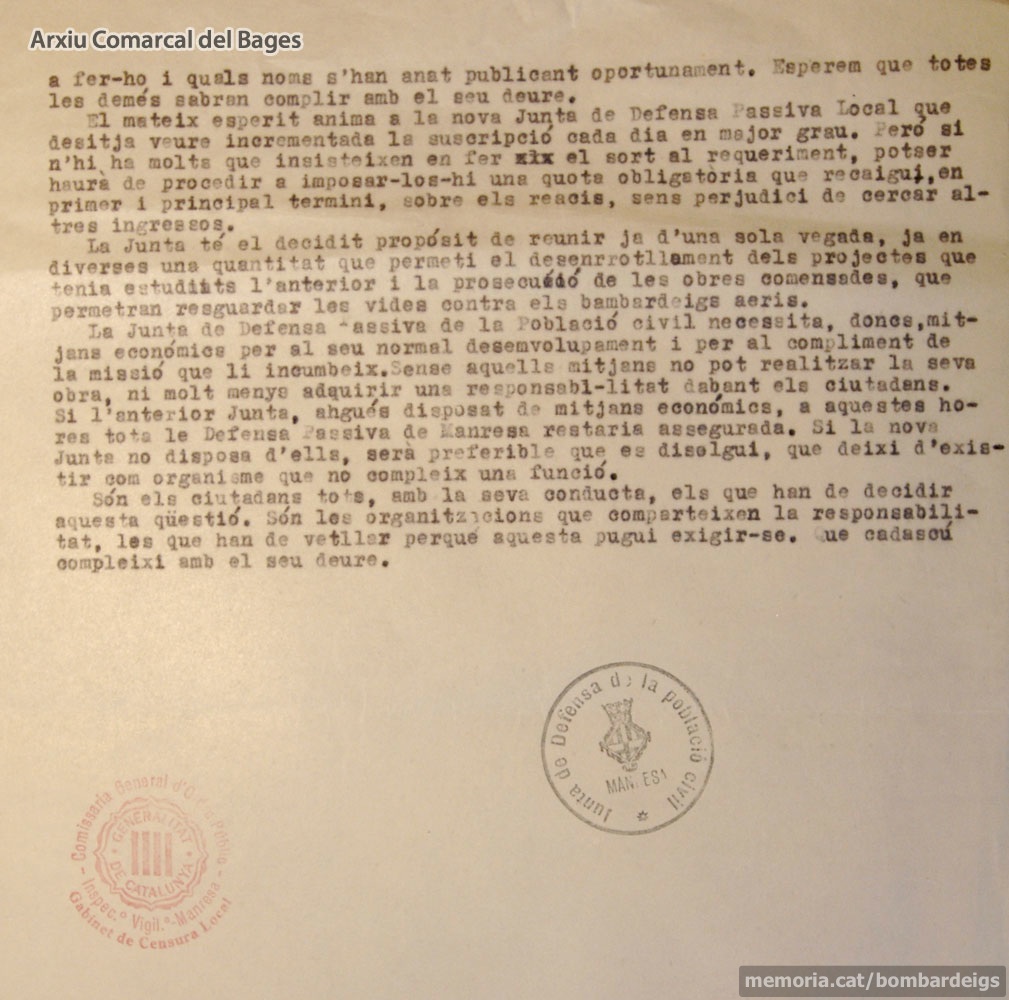 Arxiu Comarcal del Bages
a fer-ho i quals noms s'han anat publicant oportunament. Esperem que totes
les demés sabran complir amb el seu deure.
El mateix esperit anima a la nova Junta de Defensa Passiva Local que
desitja veure incrementada la suscripció cada dia en major grau. Però si
n'hi ha molts que insisteixen en fer xix el sort al requeriment, potser
haurà de procedir a imposar-los-hi una quota obligatòria que recaigui,en
primer i principal termini, sobre els reacis, sens perjudici de cercar al-
tres ingressos.
La Junta té el decidit propòsit de reunir ja d'una sola vegada, ja en
diverses una quantitat que permeti el desenrrotllament dels projectes que
tenia estudiats l'anterior i la prosecució de les obres comensades, que
permetran resguardar les vides contra els bambardeigs aeris.
La Junta de Defensa Passiva de la Població civil necessita, doncs,mit-
jans económics per al seu normal desemvolupament i per al compliment de
la missió que li incumbeix.Sense aquells mitjans no pot realitzar la seva
obra, ni molt menys adquirir una responsabi-litat dabant els ciutadans.
Si l'anterior Junta, ahgués disposat de mitjans económics, a aquestes ho-
res tota le Defensa Passiva de Manresa restaria assegurada. Si la nova
Junta no disposa d'ells, serà preferible que es disolgui, que deixi d'exis-
tir com organisme que no compleix una funció.
Són els ciutadans tots, amb la seva conducta, els que han de decidir
aquesta qüestió. Són les organitzacions que comparteixen la responsabili-
tat, les que han de vetllar perqué aquesta pugui exigir-se. Que cadascú
compleixi amb el seu deure.
Junta de Defensa de la població civil
MANRESA
Comissaria General d'Ordre Públic
GENERALITAT
DE CATALUNYA
Inspec.º Vigil.ª - Manresa
Gabinet de Censura Local
memoria.cat/bombardeigs